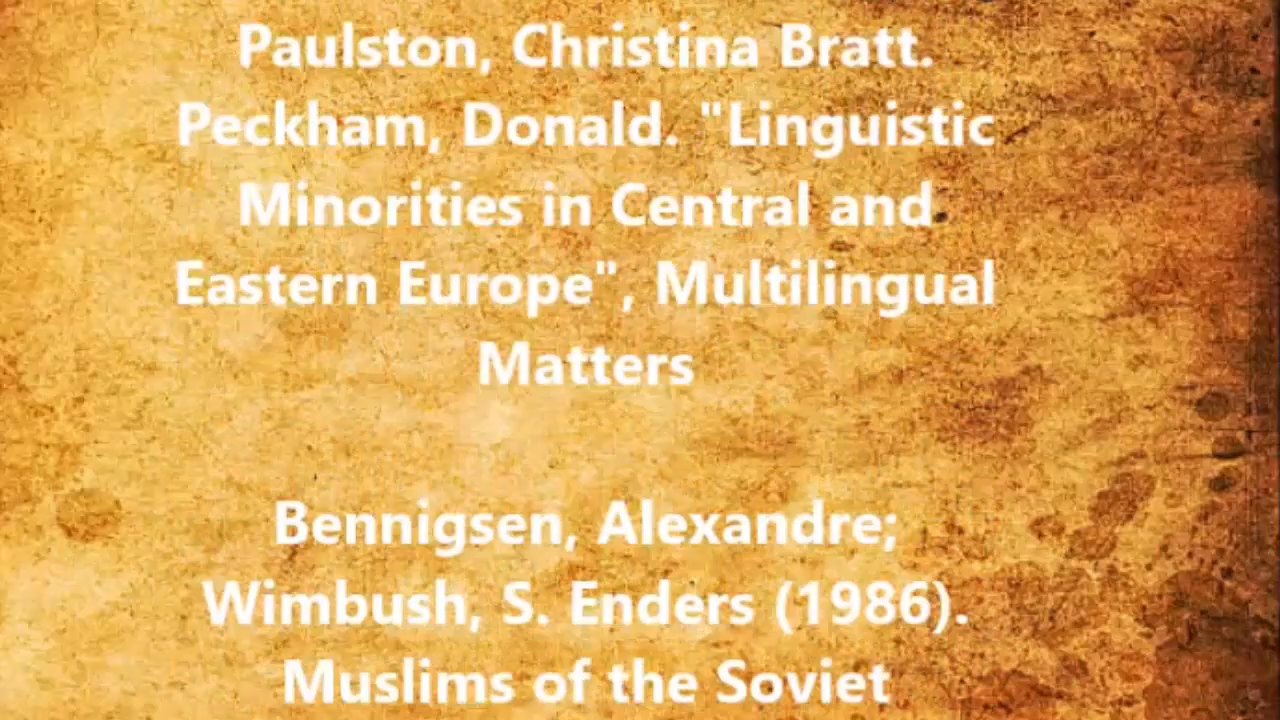 Paulston, Christina Bratt.
Peckham, Donald. "Linguistic
Minorities in Central and
Eastern Europe", Multilingual
Matters
Bennigsen, Alexandre;
Wimbush, S. Enders (1986).
Muslims of the Soviet